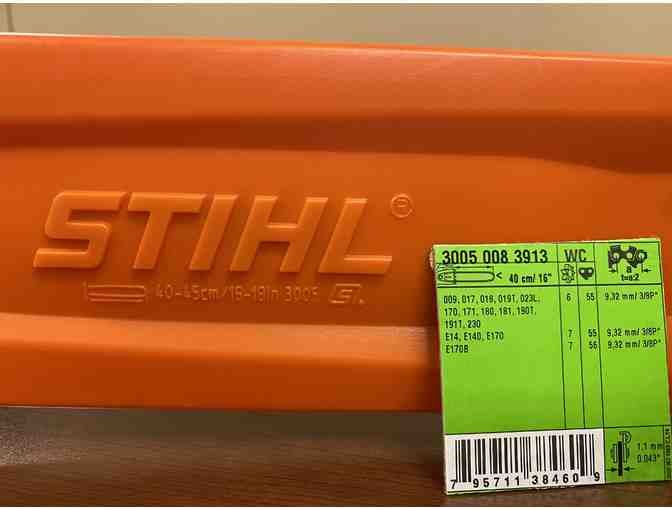 STIHL®
40-45cm/16-18in 3005
3005 008 3913 WC
< 40 cm/ 16"
a
t=a:2
009, 017, 018, 019T, 023L, 6 55 9,32 mm/ 3/8P"
170, 171, 180, 181, 190T,
191T, 230
E14, E140, E170 7 55 9,32 mm/ 3/8P"
E170B 7 56 9,32 mm/ 3/8P"
1.1 mm
0.043"
7 95711 38460 9